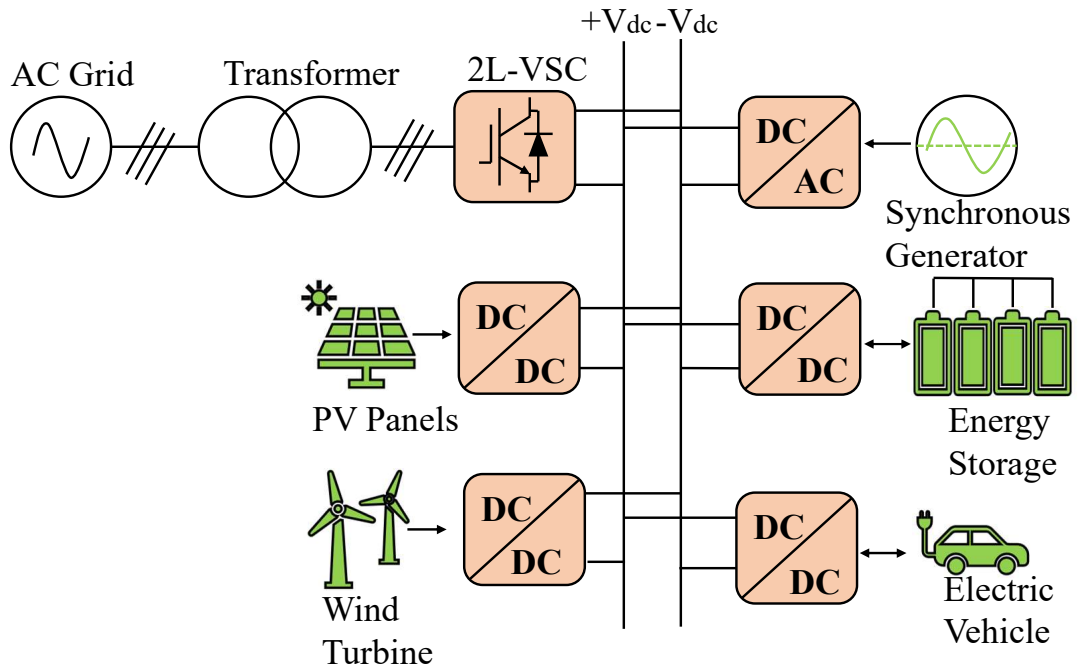 +Vdc-Vdc
AC Grid
Transformer
2L-VSC
DC
AC
Synchronous
Generator
DC
DC
PV Panels
DC
DC
Energy
Storage
DC
DC
Wind
Turbine
DC
DC
Electric
Vehicle